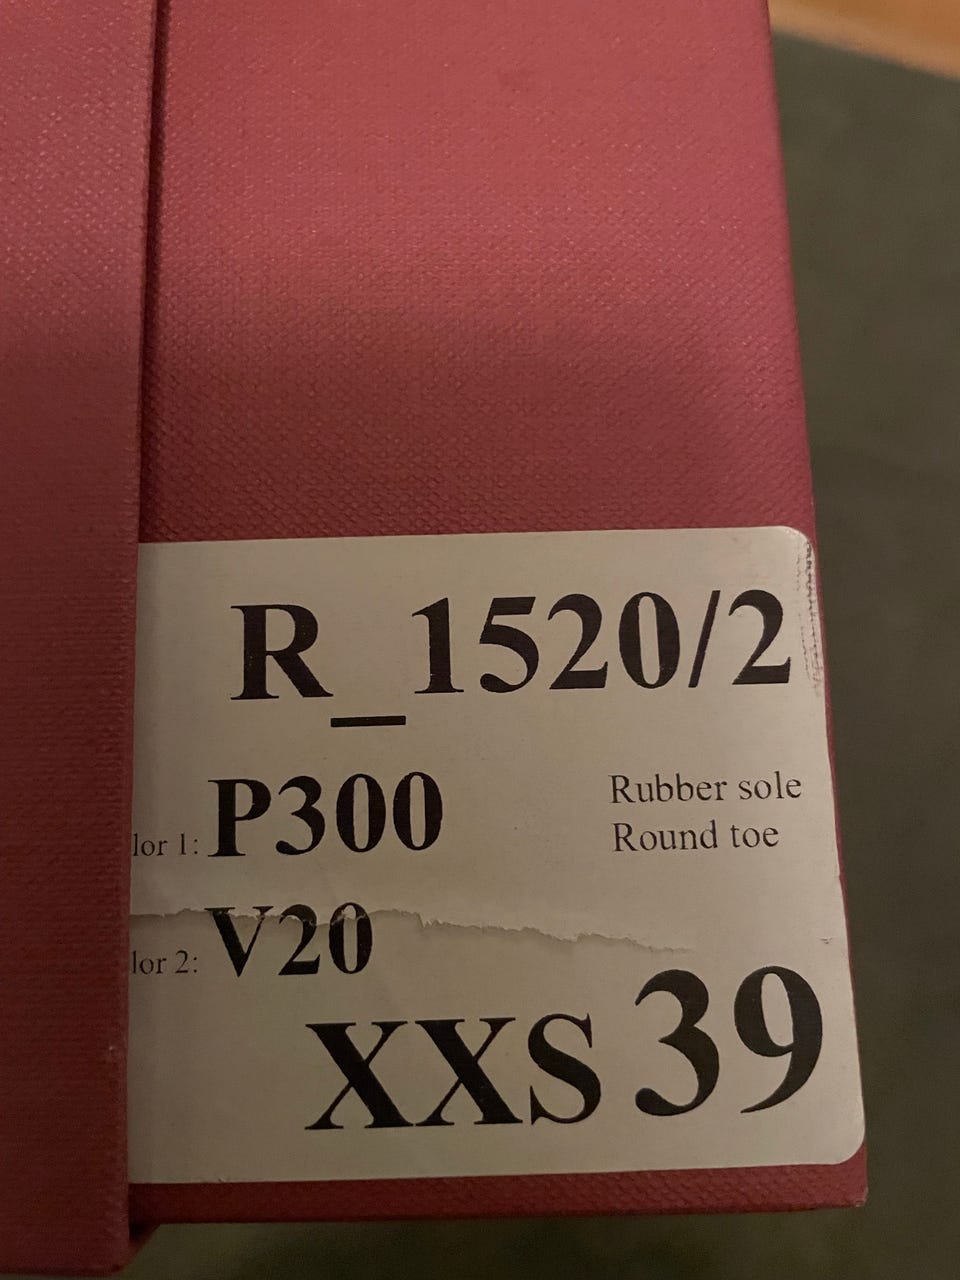 R_1520/2
lor 1: P300
Rubber sole
Round toe
lor 2: V20
XXS 39